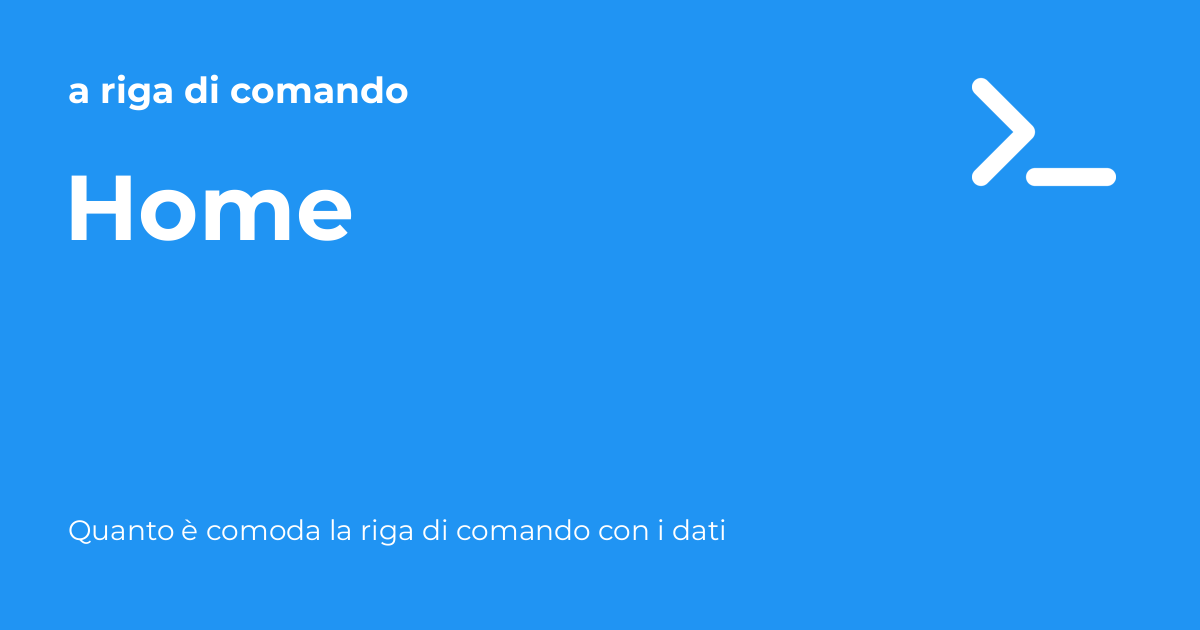 a riga di comando
Home
Quanto è comoda la riga di comando con i dati